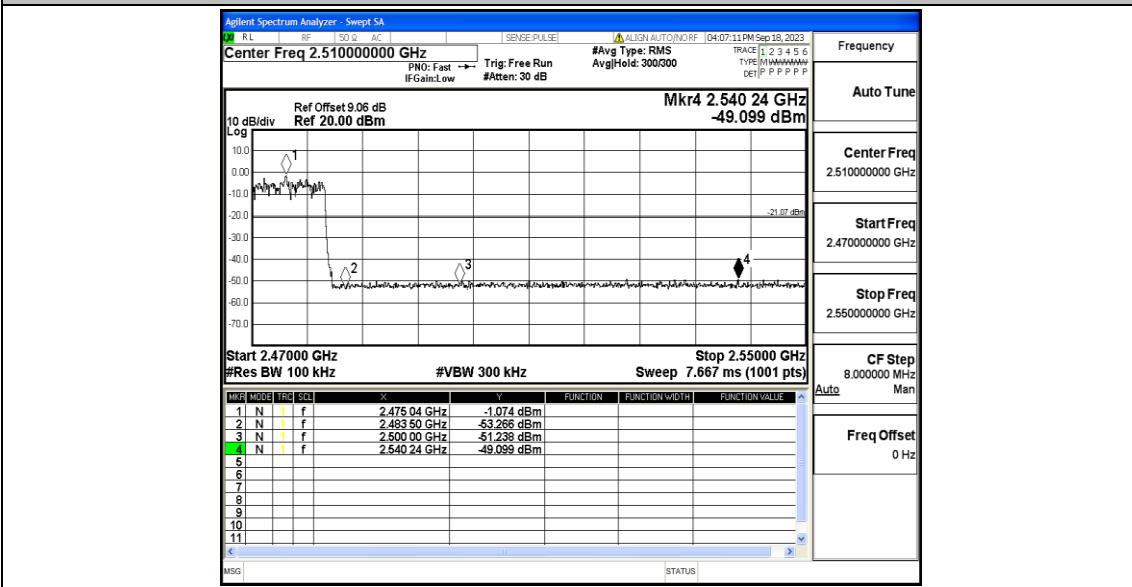 Agilent Spectrum Analyzer - Swept SA
RL RF 50 Ω AC SENSE:PULSE ALIGN AUTO/NO RF 04:07:11 PM Sep 18, 2023
Center Freq 2.510000000 GHz
PNO: Fast
IFGain:Low
Trig: Free Run
#Atten: 30 dB
#Avg Type: RMS
Avg|Hold: 300/300
TRACE 1 2 3 4 5 6
TYPE M
DET P P P P P P
Mkr4 2.540 24 GHz
-49.099 dBm
Ref Offset 9.06 dB
10 dB/div Ref 20.00 dBm
Log
10.0
0.00
-10.0
-20.0
-30.0
-40.0
-50.0
-60.0
-70.0
1
2
3
4
-21.07 dBm
Start 2.47000 GHz Stop 2.55000 GHz
#Res BW 100 kHz #VBW 300 kHz Sweep 7.667 ms (1001 pts)
MKR MODE TRC SCL X Y FUNCTION FUNCTION WIDTH FUNCTION VALUE
1 N 1 f 2.475 04 GHz -1.074 dBm
2 N 1 f 2.483 50 GHz -53.266 dBm
3 N 1 f 2.500 00 GHz -51.238 dBm
4 N 1 f 2.540 24 GHz -49.099 dBm
5
6
7
8
9
10
11
MSG STATUS
Frequency
Auto Tune
Center Freq
2.510000000 GHz
Start Freq
2.470000000 GHz
Stop Freq
2.550000000 GHz
CF Step
8.000000 MHz
Auto Man
Freq Offset
0 Hz